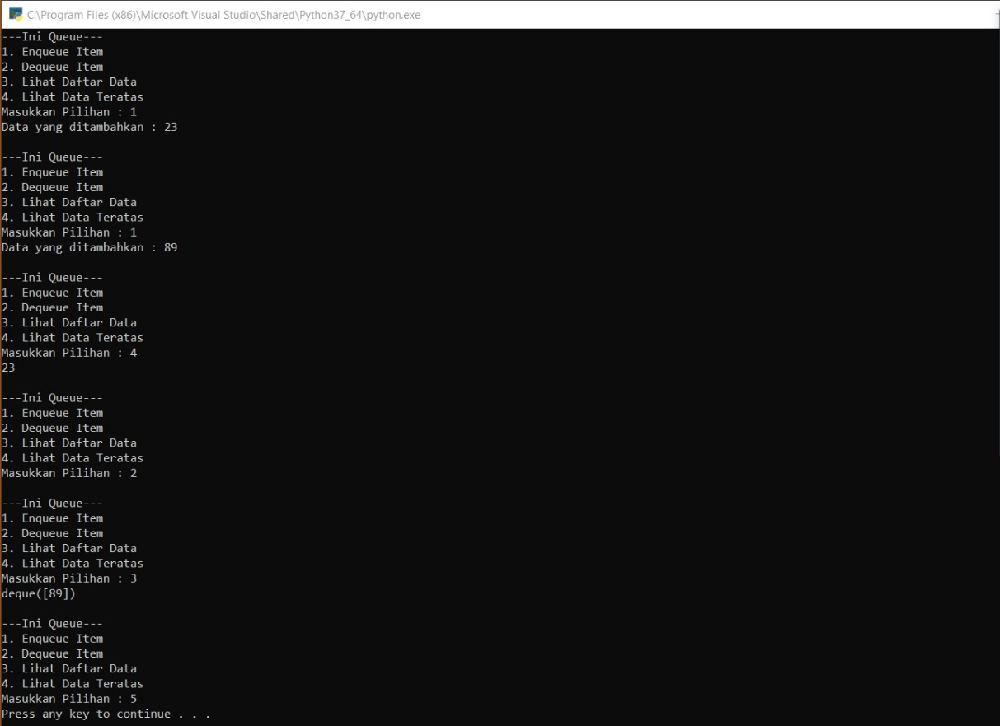 C:\Program Files (x86)\Microsoft Visual Studio\Shared\Python37_64\python.exe
---Ini Queue---
1. Enqueue Item
2. Dequeue Item
3. Lihat Daftar Data
4. Lihat Data Teratas
Masukkan Pilihan : 1
Data yang ditambahkan : 23
---Ini Queue---
1. Enqueue Item
2. Dequeue Item
3. Lihat Daftar Data
4. Lihat Data Teratas
Masukkan Pilihan : 1
Data yang ditambahkan : 89
---Ini Queue---
1. Enqueue Item
2. Dequeue Item
3. Lihat Daftar Data
4. Lihat Data Teratas
Masukkan Pilihan : 4
23
---Ini Queue---
1. Enqueue Item
2. Dequeue Item
3. Lihat Daftar Data
4. Lihat Data Teratas
Masukkan Pilihan : 2
---Ini Queue---
1. Enqueue Item
2. Dequeue Item
3. Lihat Daftar Data
4. Lihat Data Teratas
Masukkan Pilihan : 3
deque([89])
---Ini Queue---
1. Enqueue Item
2. Dequeue Item
3. Lihat Daftar Data
4. Lihat Data Teratas
Masukkan Pilihan : 5
Press any key to continue . . .